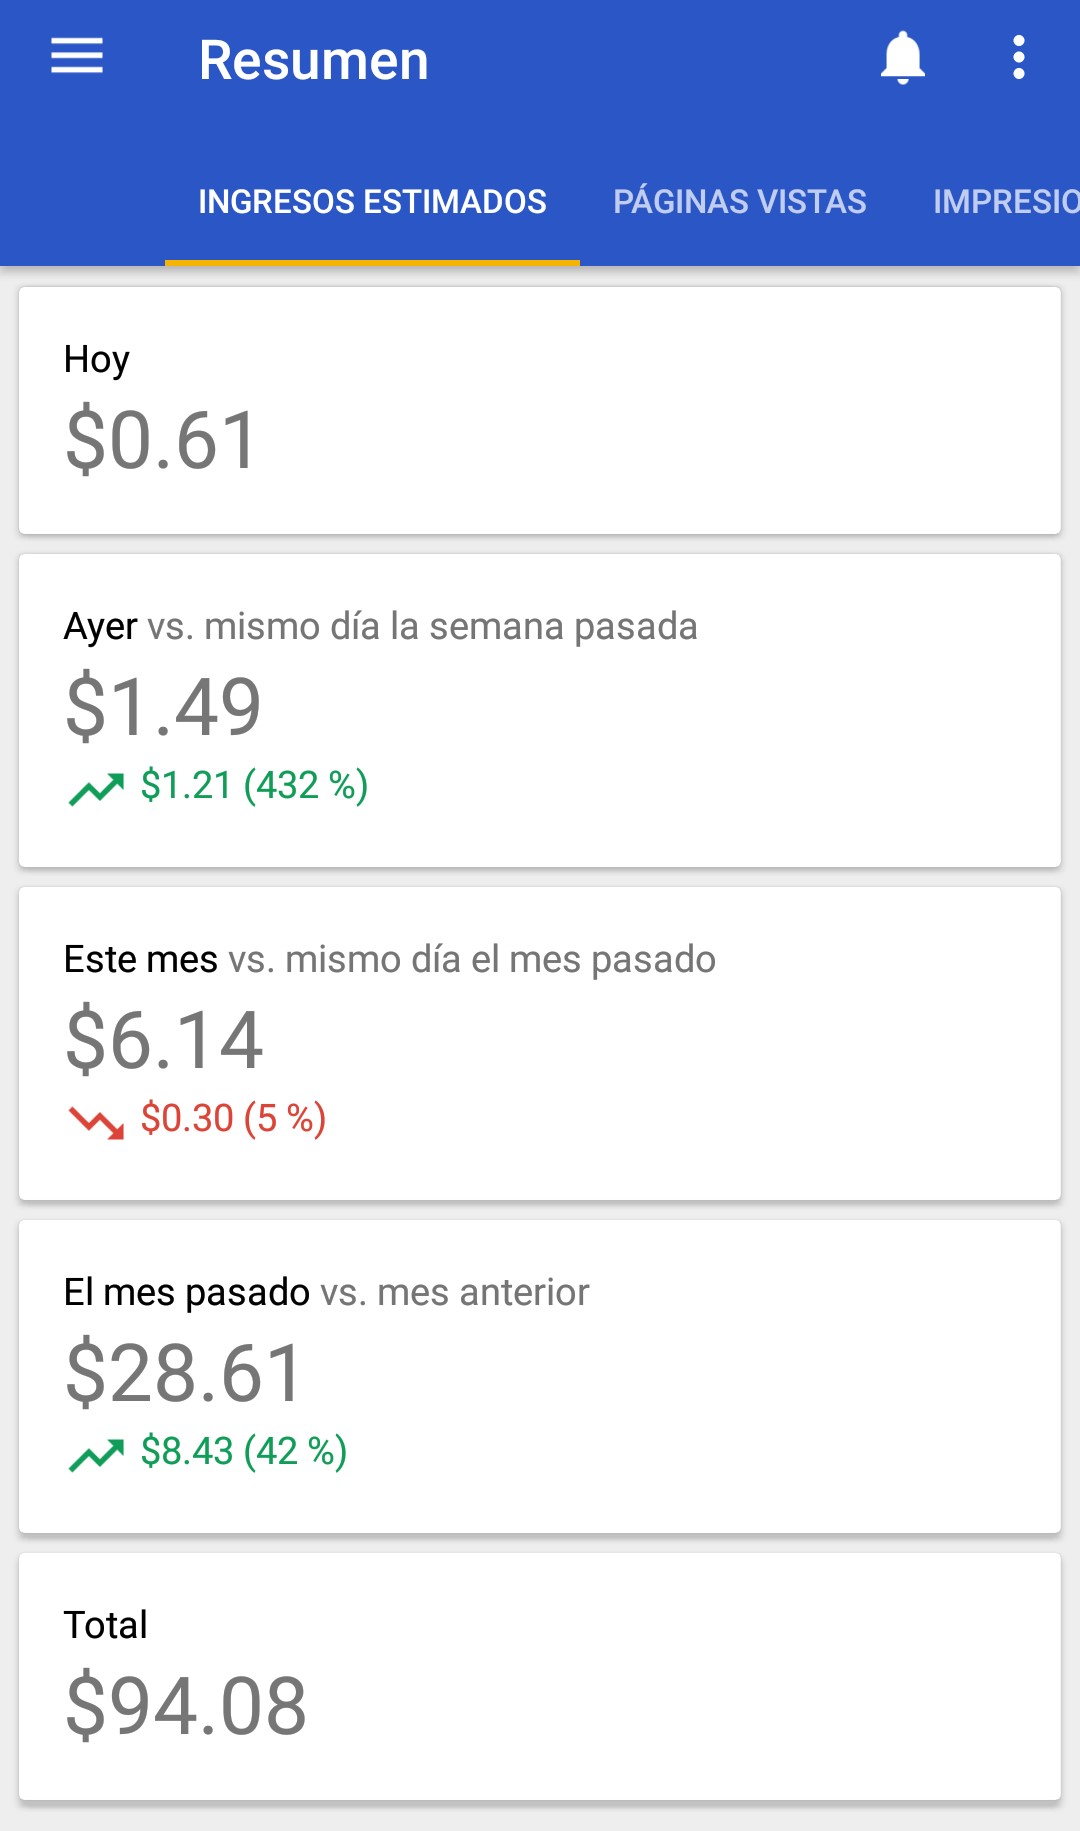 Resumen
INGRESOS ESTIMADOS PÁGINAS VISTAS IMPRESIO
Hoy
$0.61
Ayer vs. mismo día la semana pasada
$1.49
$1.21 (432 %)
Este mes vs. mismo día el mes pasado
$6.14
$0.30 (5 %)
El mes pasado vs. mes anterior
$28.61
$8.43 (42 %)
Total
$94.08